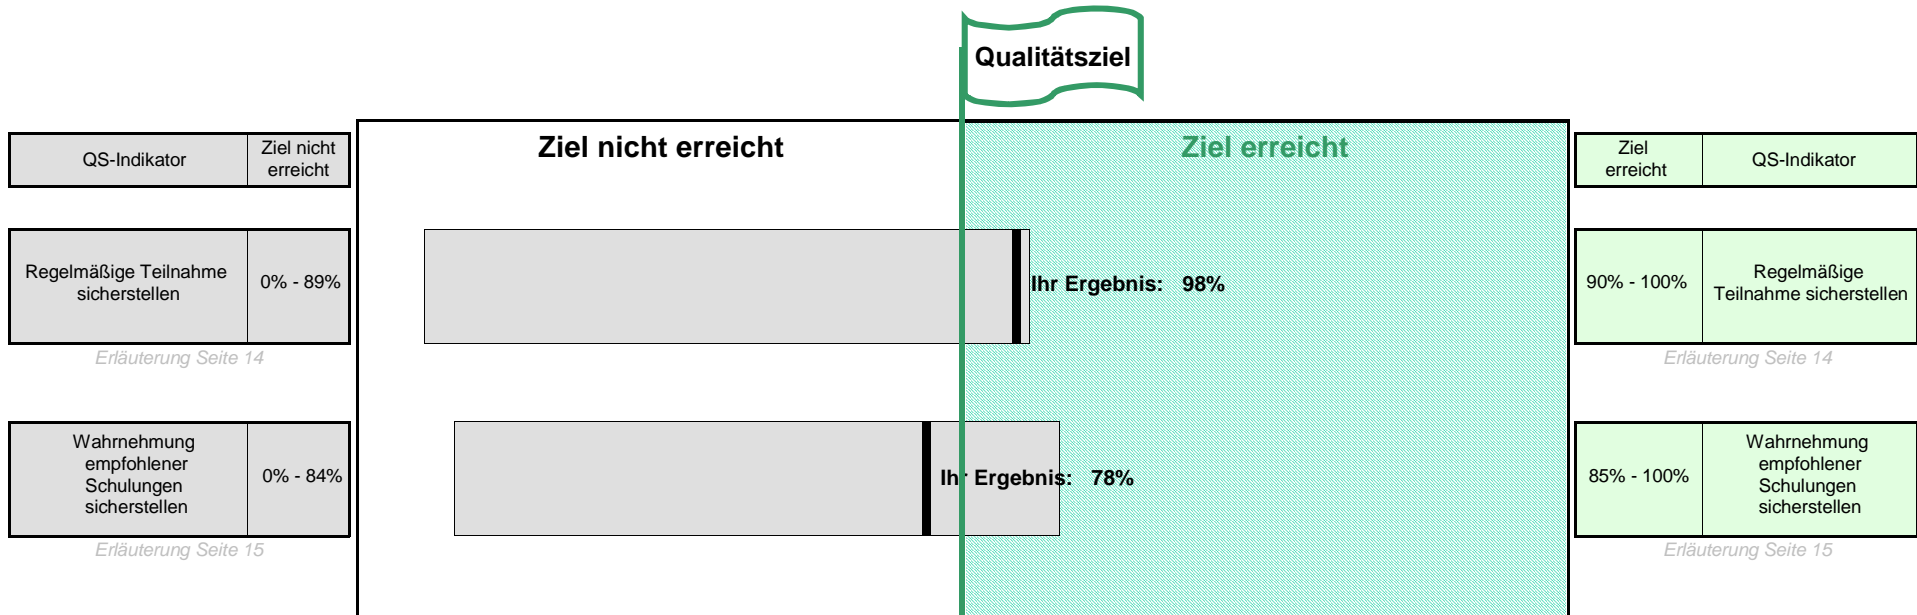 Qualitätsziel
Ziel nicht erreicht
Ziel erreicht
QS-Indikator
Ziel nicht
erreicht
Ziel
erreicht
QS-Indikator
Regelmäßige Teilnahme
sicherstellen
0% - 89%
Ihr Ergebnis: 98%
90% - 100%
Regelmäßige
Teilnahme sicherstellen
Erläuterung Seite 14
Erläuterung Seite 14
Wahrnehmung
empfohlener
Schulungen
sicherstellen
0% - 84%
Ihr Ergebnis: 78%
85% - 100%
Wahrnehmung
empfohlener
Schulungen
sicherstellen
Erläuterung Seite 15
Erläuterung Seite 15